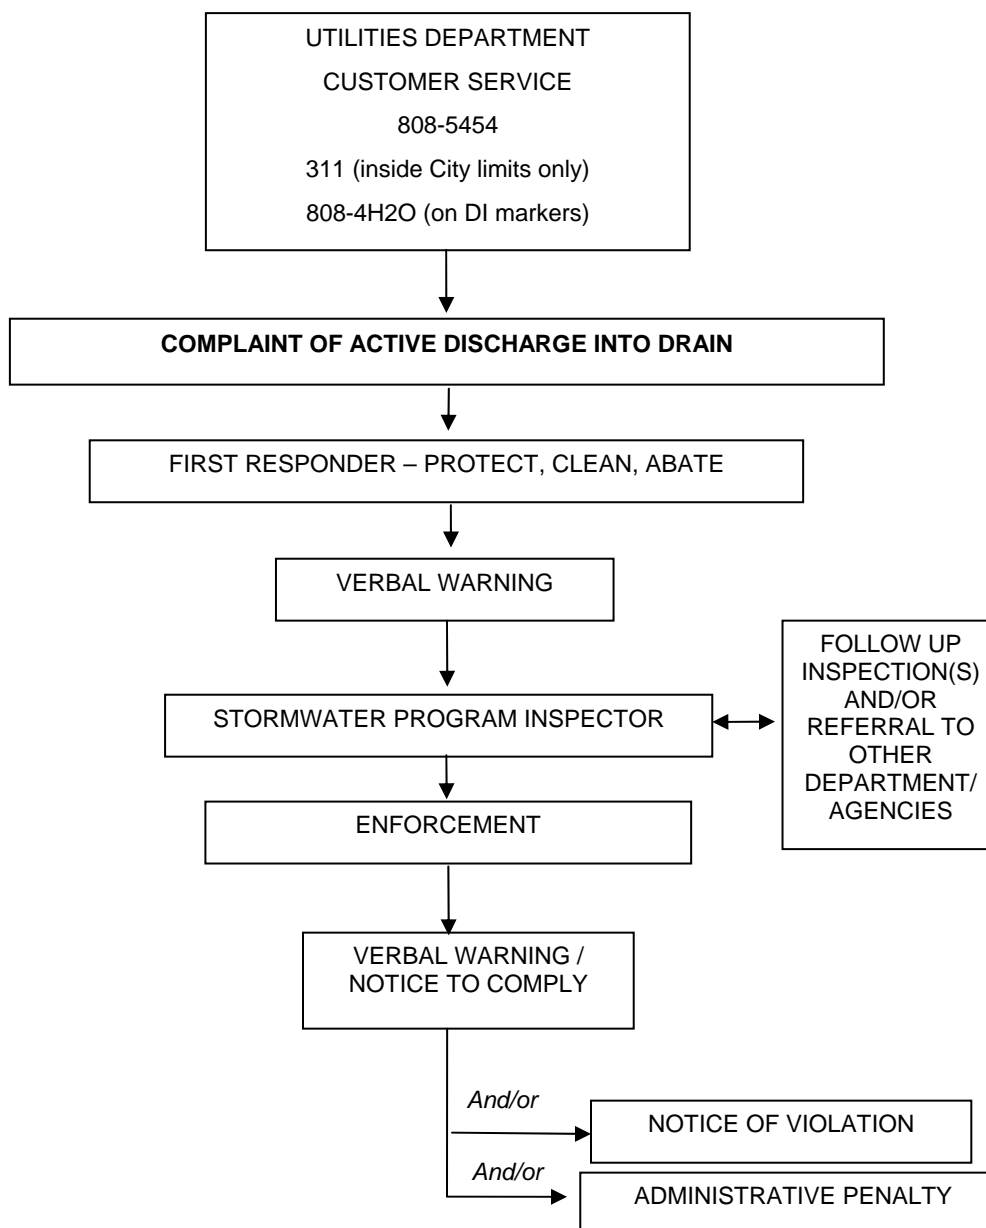 UTILITIES DEPARTMENT
CUSTOMER SERVICE
808-5454
311 (inside City limits only)
808-4H2O (on DI markers)
COMPLAINT OF ACTIVE DISCHARGE INTO DRAIN
FIRST RESPONDER – PROTECT, CLEAN, ABATE
VERBAL WARNING
STORMWATER PROGRAM INSPECTOR
FOLLOW UP
INSPECTION(S)
AND/OR
REFERRAL TO
OTHER
DEPARTMENT/
AGENCIES
ENFORCEMENT
VERBAL WARNING /
NOTICE TO COMPLY
And/or
NOTICE OF VIOLATION
And/or
ADMINISTRATIVE PENALTY